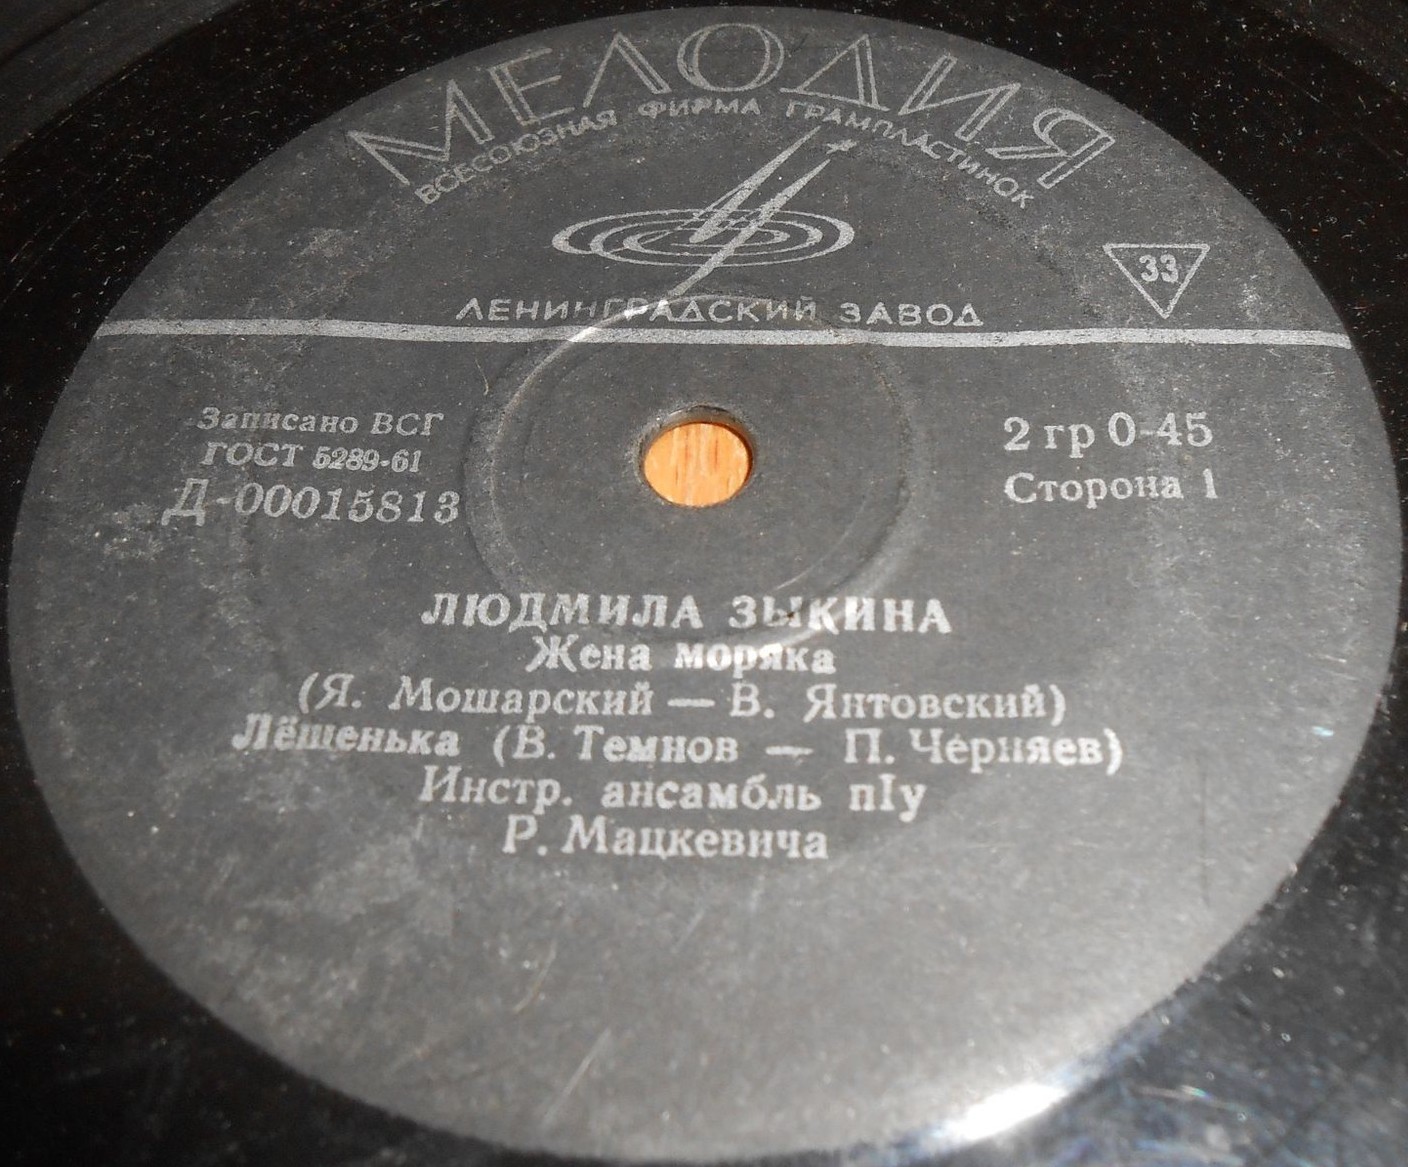 МЕЛОДИЯ
ВСЕСОЮЗНАЯ ФИРМА ГРАМПЛАСТИНОК
33
ЛЕНИНГРАДСКИЙ ЗАВОД
Записано ВСГ
ГОСТ 5289-61
Д-00015813
2 гр 0-45
Сторона 1
ЛЮДМИЛА ЗЫКИНА
Жена моряка
(Я. Мошарский — В. Янтовский)
Лёшенька (В. Темнов — П. Черняев)
Инстр. ансамбль п/у
Р. Мацкевича